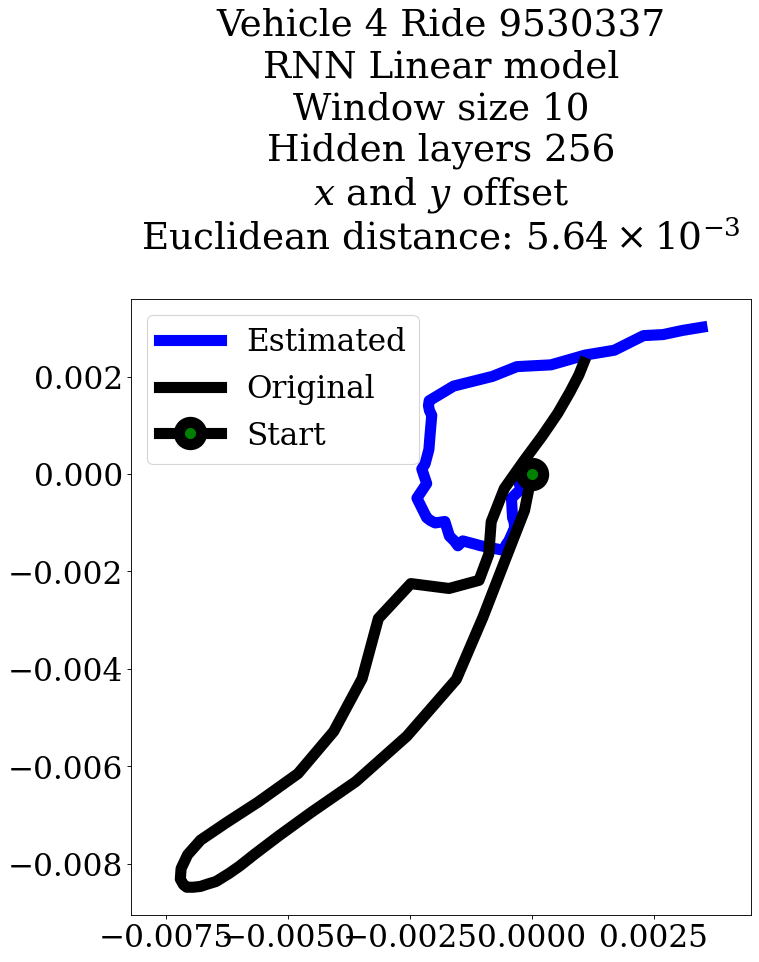 Vehicle 4 Ride 9530337
RNN Linear model
Window size 10
Hidden layers 256
x and y offset
Euclidean distance: 5.64 × 10⁻³
Estimated
Original
Start
0.002
0.000
−0.002
−0.004
−0.006
−0.008
−0.0075 −0.0050 −0.0025 0.0000 0.0025